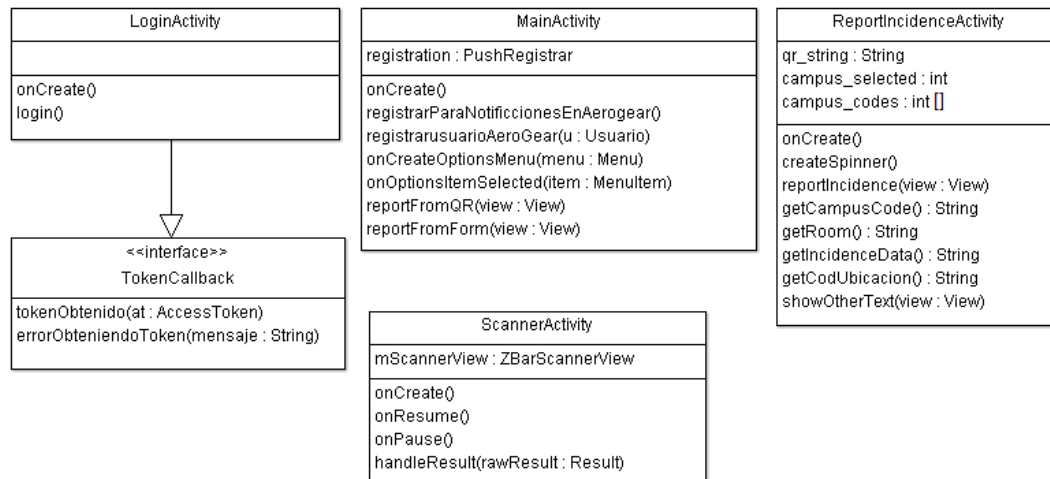 LoginActivity
onCreate()
login()
<<interface>>
TokenCallback
tokenObtenido(at : AccessToken)
errorObteniendoToken(mensaje : String)
MainActivity
registration : PushRegistrar
onCreate()
registrarParaNotificcionesEnAerogear()
registrarusuarioAeroGear(u : Usuario)
onCreateOptionsMenu(menu : Menu)
onOptionsItemSelected(item : MenuItem)
reportFromQR(view : View)
reportFromForm(view : View)
ScannerActivity
mScannerView : ZBarScannerView
onCreate()
onResume()
onPause()
handleResult(rawResult : Result)
ReportIncidenceActivity
qr_string : String
campus_selected : int
campus_codes : int []
onCreate()
createSpinner()
reportIncidence(view : View)
getCampusCode() : String
getRoom() : String
getIncidenceData() : String
getCodUbicacion() : String
showOtherText(view : View)